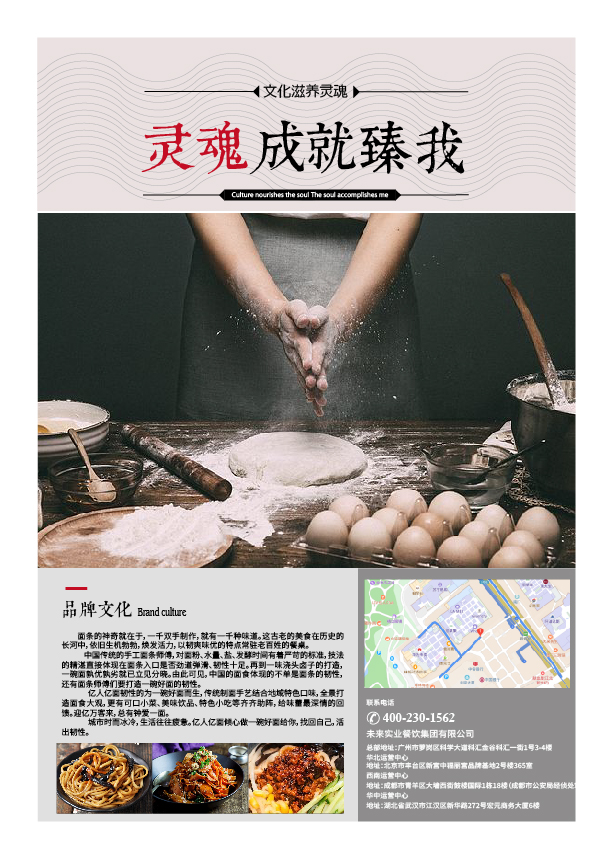 文化滋养灵魂
灵魂成就臻我
Culture nourishes the soul The soul accomplishes me
品牌文化 Brand culture
面条的神奇就在于，一千双手制作，就有一千种味道。这古老的美食在历史的
长河中，依旧生机勃勃，焕发活力，以韧爽味优的特点常驻老百姓的餐桌。
中国传统的手工面条师傅，对面粉、水量、盐、发酵时间有着严苛的标准，技法
的精湛直接体现在面条入口是否劲道弹滑、韧性十足。再到一味浇头卤子的打造，
一碗面孰优孰劣就已立见分晓。由此可见，中国的面食体现的不单是面条的韧性，
还有面条师傅们要打造一碗好面的韧性。
亿人亿面韧性的为一碗好面而生，传统制面手艺结合地域特色口味，全景打
造面食大观，更有可口小菜、美味饮品、特色小吃等齐齐助阵，给味蕾最深情的回
馈。迎亿万客来，总有钟爱一面。
城市时而冰冷，生活往往疲惫。亿人亿面倾心做一碗好面给你，找回自己，活
出韧性。
联系电话
400-230-1562
未来实业餐饮集团有限公司
总部地址：广州市萝岗区科学大道科汇金谷科汇一街1号3-4楼
华北运营中心
地址：北京市丰台区新宫中福丽宫品牌基地2号楼365室
西南运营中心
地址：成都市青羊区大墙西街鼓楼国际1栋18楼（成都市公安局经侦处
华中运营中心
地址：湖北省武汉市江汉区新华路272号宏元商务大厦6楼